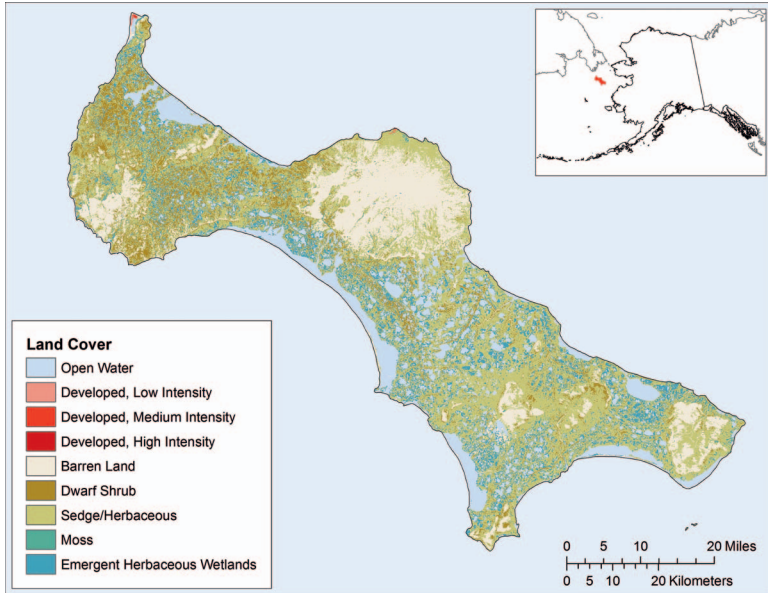 Land Cover
Open Water
Developed, Low Intensity
Developed, Medium Intensity
Developed, High Intensity
Barren Land
Dwarf Shrub
Sedge/Herbaceous
Moss
Emergent Herbaceous Wetlands
0 5 10 20 Miles
0 5 10 20 Kilometers